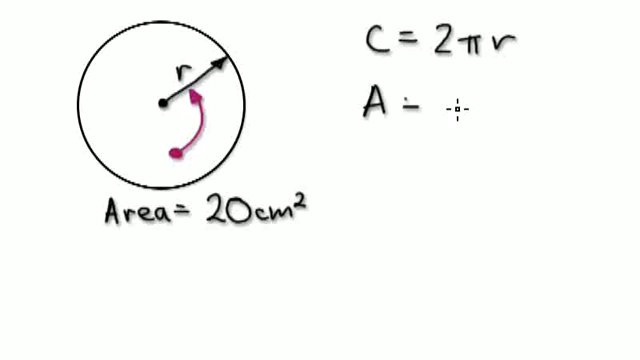 r
C = 2πr
A =
Area = 20cm²